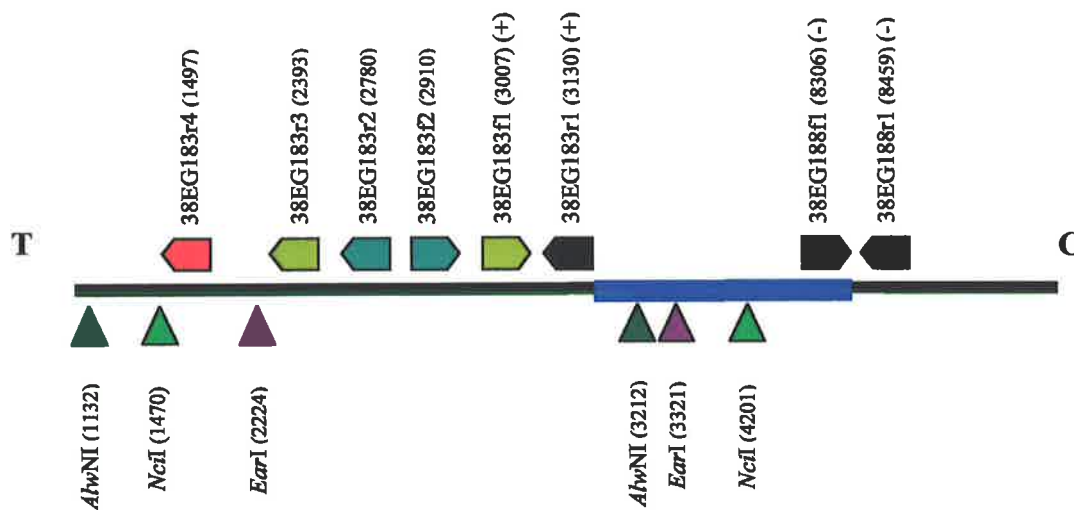 38EG183r4 (1497)
38EG183r3 (2393)
38EG183r2 (2780)
38EG183f2 (2910)
38EG183f1 (3007) (+)
38EG183r1 (3130) (+)
38EG188f1 (8306) (-)
38EG188r1 (8459) (-)
T
AlwNI (1132)
NciI (1470)
EarI (2224)
AlwNI (3212)
EarI (3321)
NciI (4201)